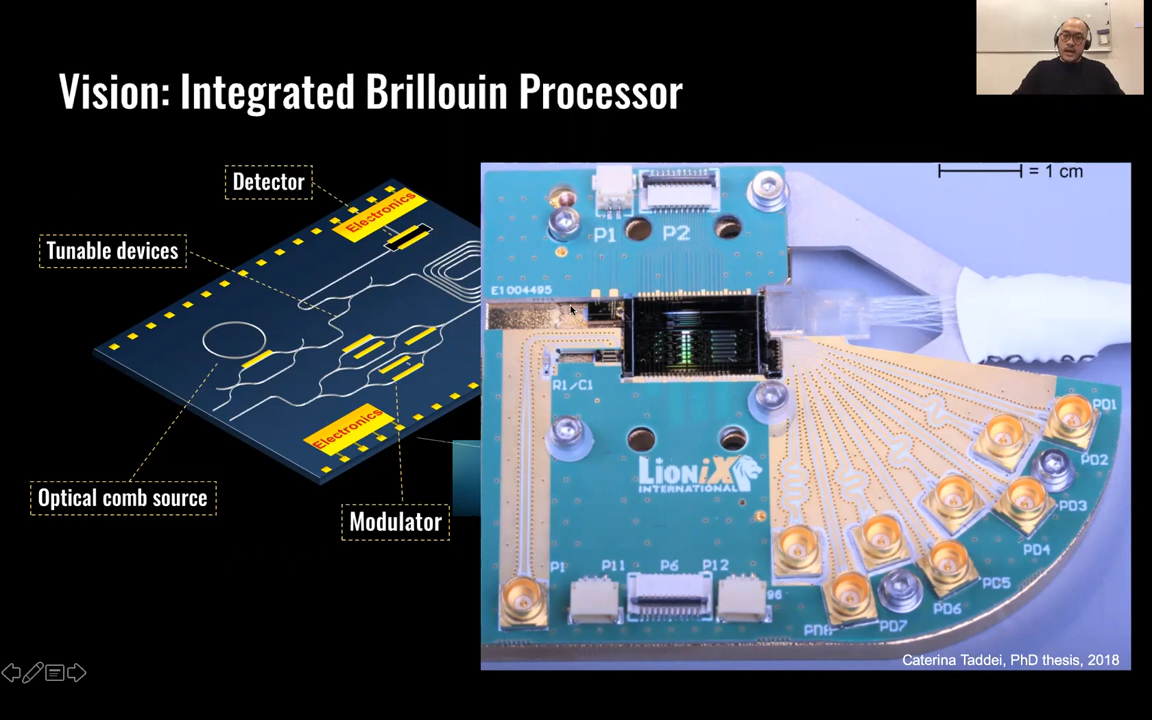 Vision: Integrated Brillouin Processor
Detector
Electronics
Tunable devices
Electronics
Optical comb source
Modulator
= 1 cm
P1
P2
E1004495
R1/C1
LioniX
INTERNATIONAL
PD1
PD2
PD3
PD4
PD5
PD6
PD7
PD8
P1
P11
P6
P12
96
Caterina Taddei, PhD thesis, 2018